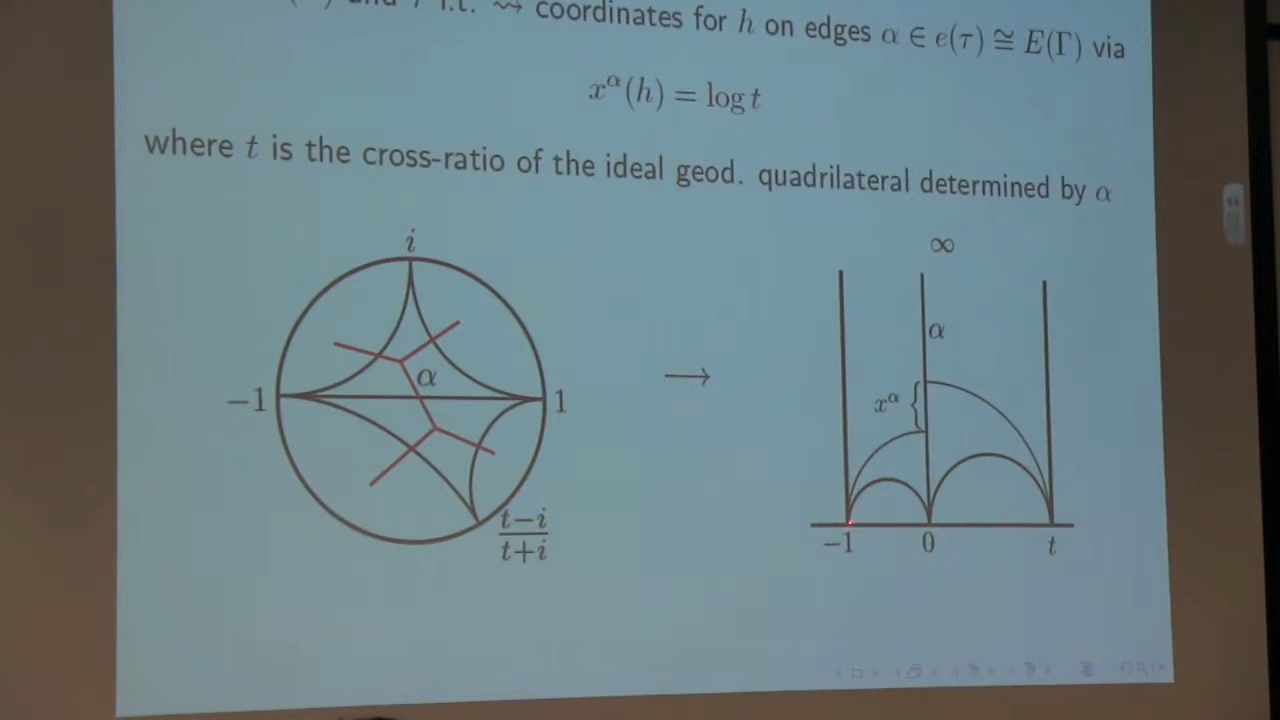 and τ i.t. ⇝ coordinates for h on edges α ∈ e(τ) ≅ E(Γ) via
x^α(h) = log t
where t is the cross-ratio of the ideal geod. quadrilateral determined by α
i
−1
α
1
t−i
t+i
→
∞
α
x^α {
−1 0 t